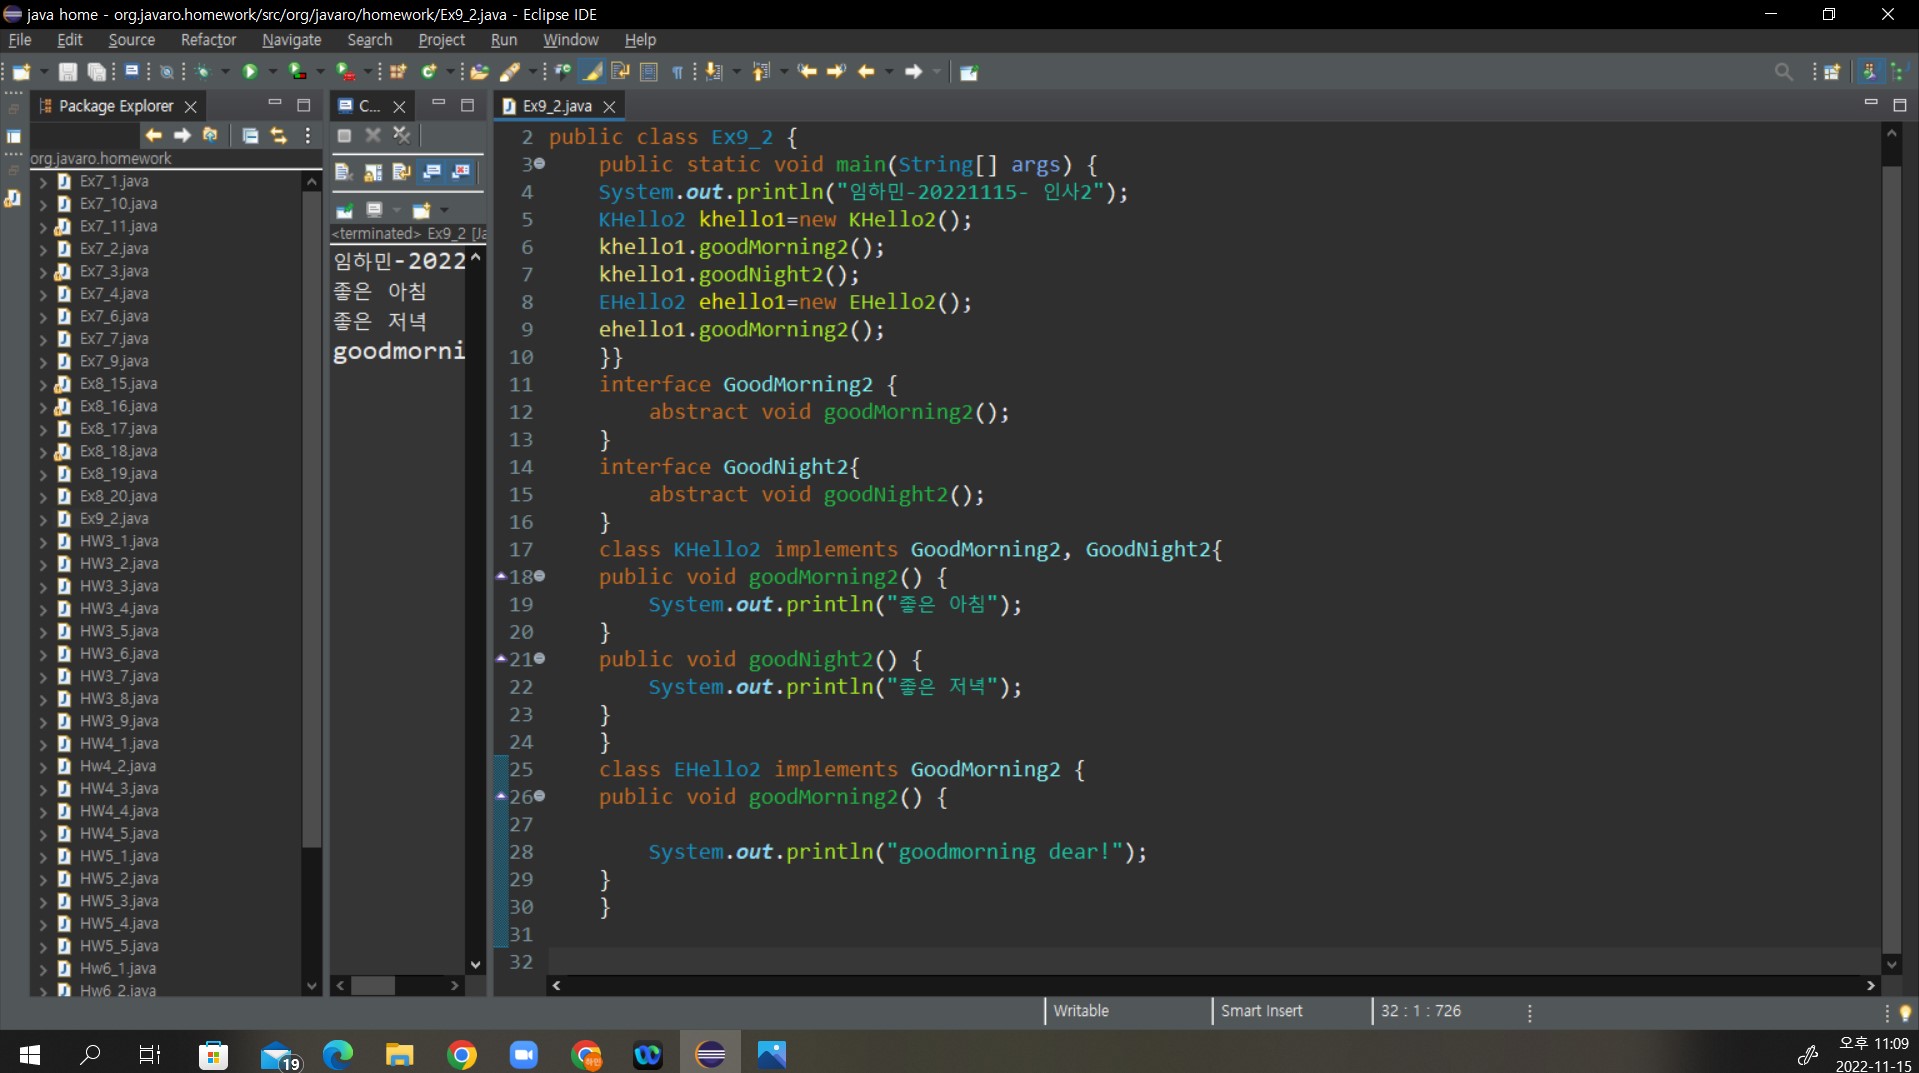 java home - org.javaro.homework/src/org/javaro/homework/Ex9_2.java - Eclipse IDE
File Edit Source Refactor Navigate Search Project Run Window Help
Package Explorer
C...
Ex9_2.java
org.javaro.homework
Ex7_1.java
Ex7_10.java
Ex7_11.java
Ex7_2.java
Ex7_3.java
Ex7_4.java
Ex7_6.java
Ex7_7.java
Ex7_9.java
Ex8_15.java
Ex8_16.java
Ex8_17.java
Ex8_18.java
Ex8_19.java
Ex8_20.java
Ex9_2.java
HW3_1.java
HW3_2.java
HW3_3.java
HW3_4.java
HW3_5.java
HW3_6.java
HW3_7.java
HW3_8.java
HW3_9.java
HW4_1.java
Hw4_2.java
HW4_3.java
HW4_4.java
HW4_5.java
HW5_1.java
HW5_2.java
HW5_3.java
HW5_4.java
HW5_5.java
Hw6_1.java
Hw6_2.java
<terminated> Ex9_2 [Ja
임하민-2022
좋은 아침
좋은 저녁
goodmorni
2 public class Ex9_2 {
3 public static void main(String[] args) {
4 System.out.println("임하민-20221115- 인사2");
5 KHello2 khello1=new KHello2();
6 khello1.goodMorning2();
7 khello1.goodNight2();
8 EHello2 ehello1=new EHello2();
9 ehello1.goodMorning2();
10 }}
11 interface GoodMorning2 {
12 abstract void goodMorning2();
13 }
14 interface GoodNight2{
15 abstract void goodNight2();
16 }
17 class KHello2 implements GoodMorning2, GoodNight2{
18 public void goodMorning2() {
19 System.out.println("좋은 아침");
20 }
21 public void goodNight2() {
22 System.out.println("좋은 저녁");
23 }
24 }
25 class EHello2 implements GoodMorning2 {
26 public void goodMorning2() {
27
28 System.out.println("goodmorning dear!");
29 }
30 }
31
32
Writable Smart Insert 32 : 1 : 726
19
하민
오후 11:09
2022-11-15